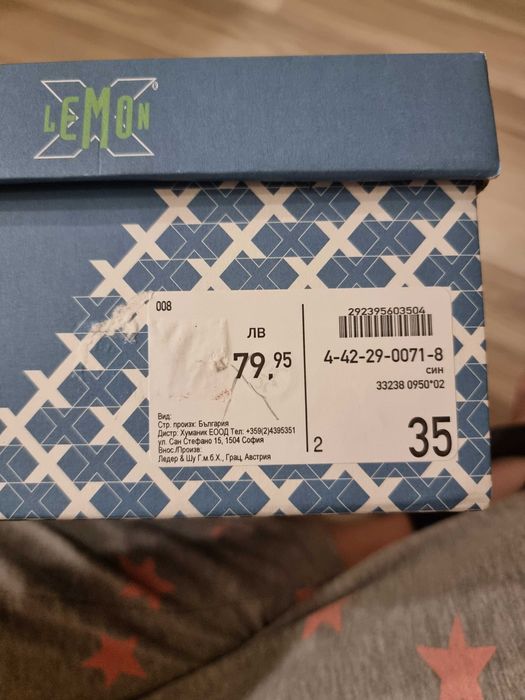 LEMON
X
®
008
ЛВ
79,95
Вид:
Стр. произх: България
Дистр: Хуманик ЕООД Тел: +359(2)4395351
ул. Сан Стефано 15, 1504 София
Внос./Произв:
Ледер & Шу Г.м.б.Х., Грац, Австрия
292395603504
4-42-29-0071-8
син
33238 0950*02
2
35